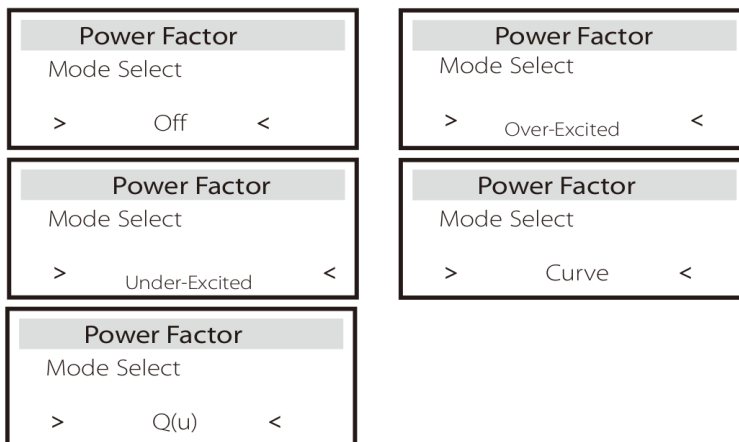 Power Factor
Mode Select
> Off <
Power Factor
Mode Select
> Over-Excited <
Power Factor
Mode Select
> Under-Excited <
Power Factor
Mode Select
> Curve <
Power Factor
Mode Select
> Q(u) <